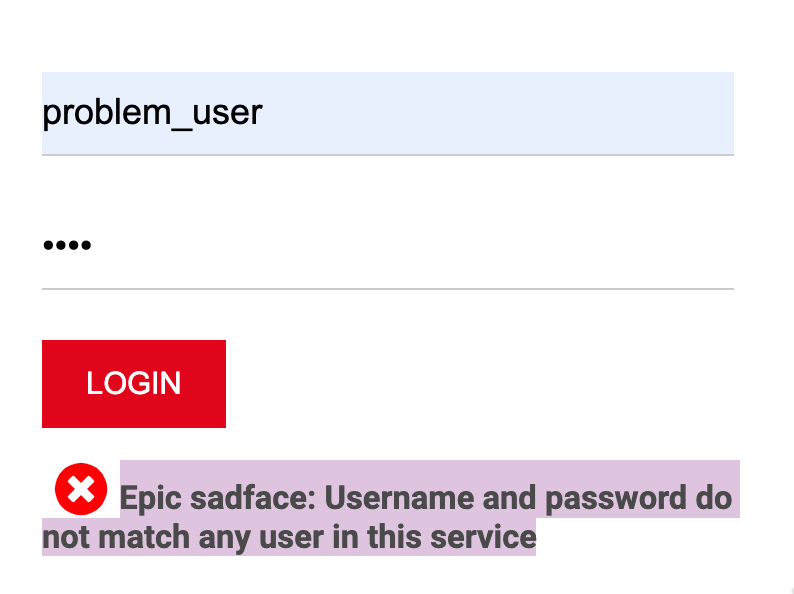 problem_user
••••
LOGIN
Epic sadface: Username and password do
not match any user in this service